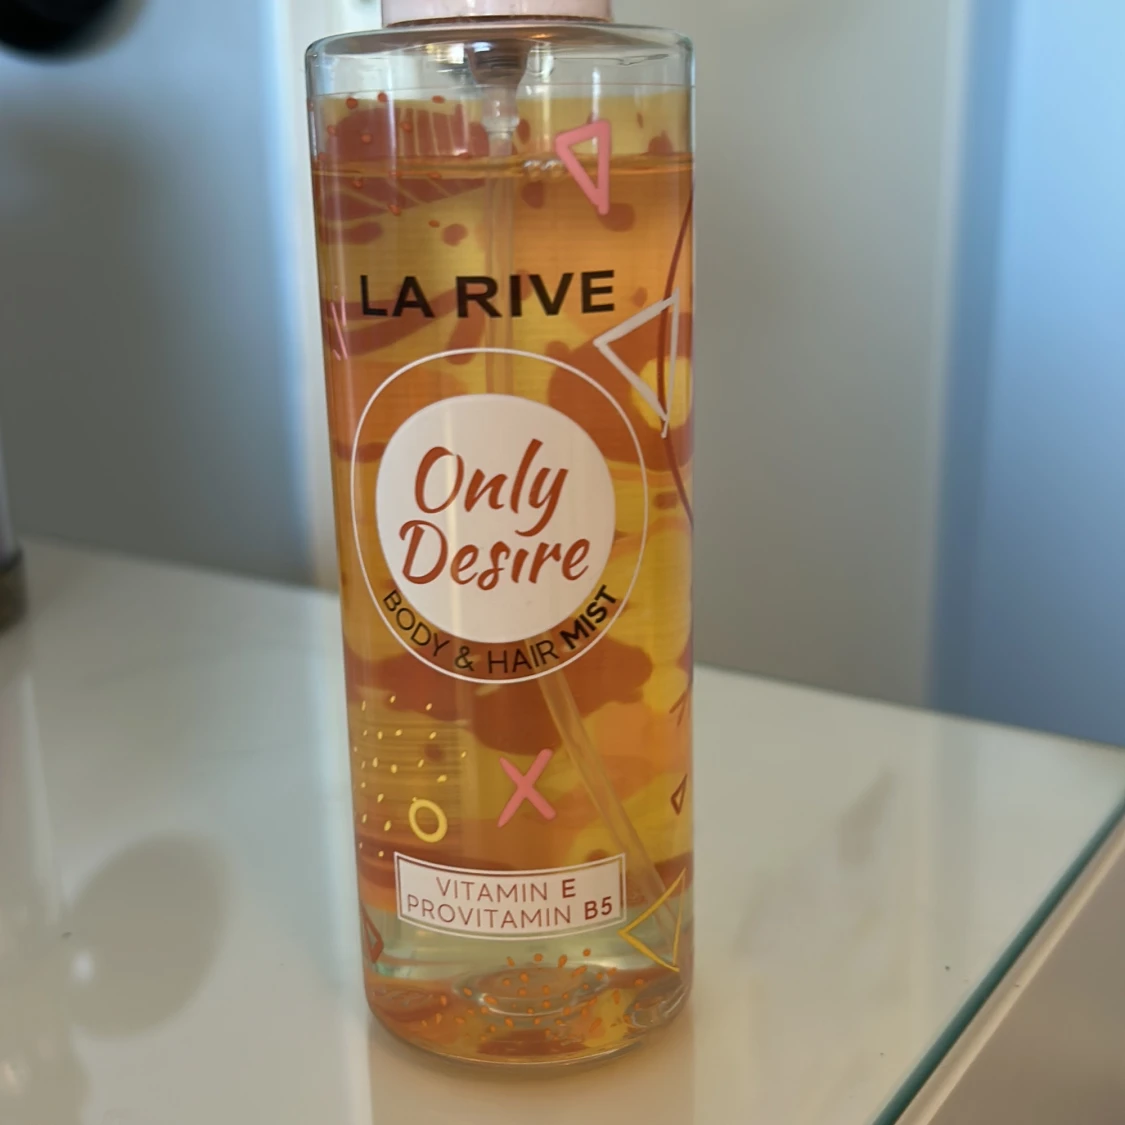 LA RIVE
Only
Desire
BODY & HAIR MIST
VITAMIN E
PROVITAMIN B5